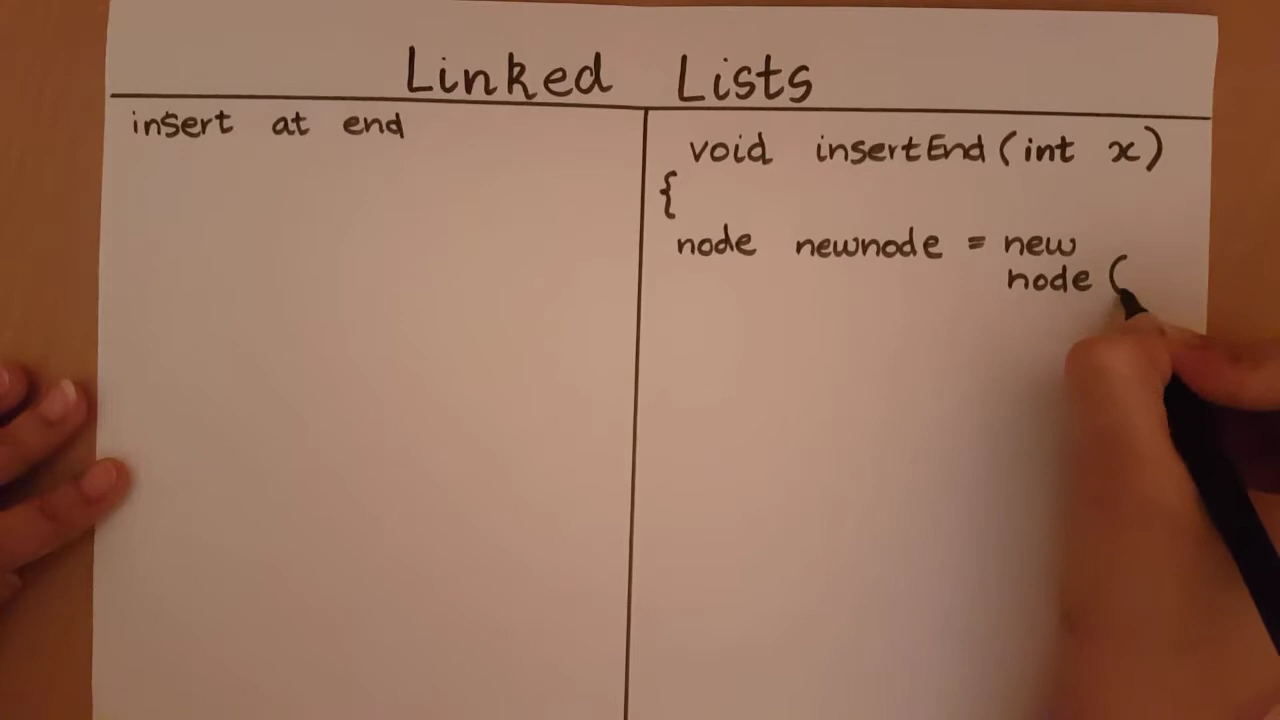 Linked Lists
insert at end
void insertEnd(int x)
{
node newnode = new
node (